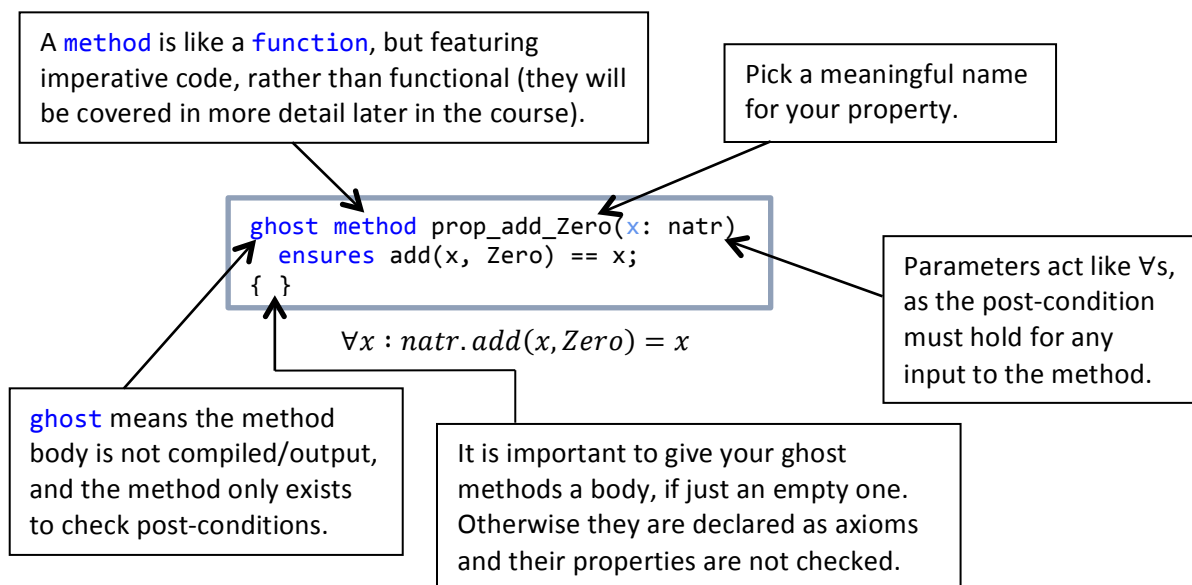 A method is like a function, but featuring
imperative code, rather than functional (they will
be covered in more detail later in the course).
Pick a meaningful name
for your property.
ghost method prop_add_Zero(x: natr)
ensures add(x, Zero) == x;
{ }
∀x : natr. add(x, Zero) = x
Parameters act like ∀s,
as the post-condition
must hold for any
input to the method.
ghost means the method
body is not compiled/output,
and the method only exists
to check post-conditions.
It is important to give your ghost
methods a body, if just an empty one.
Otherwise they are declared as axioms
and their properties are not checked.